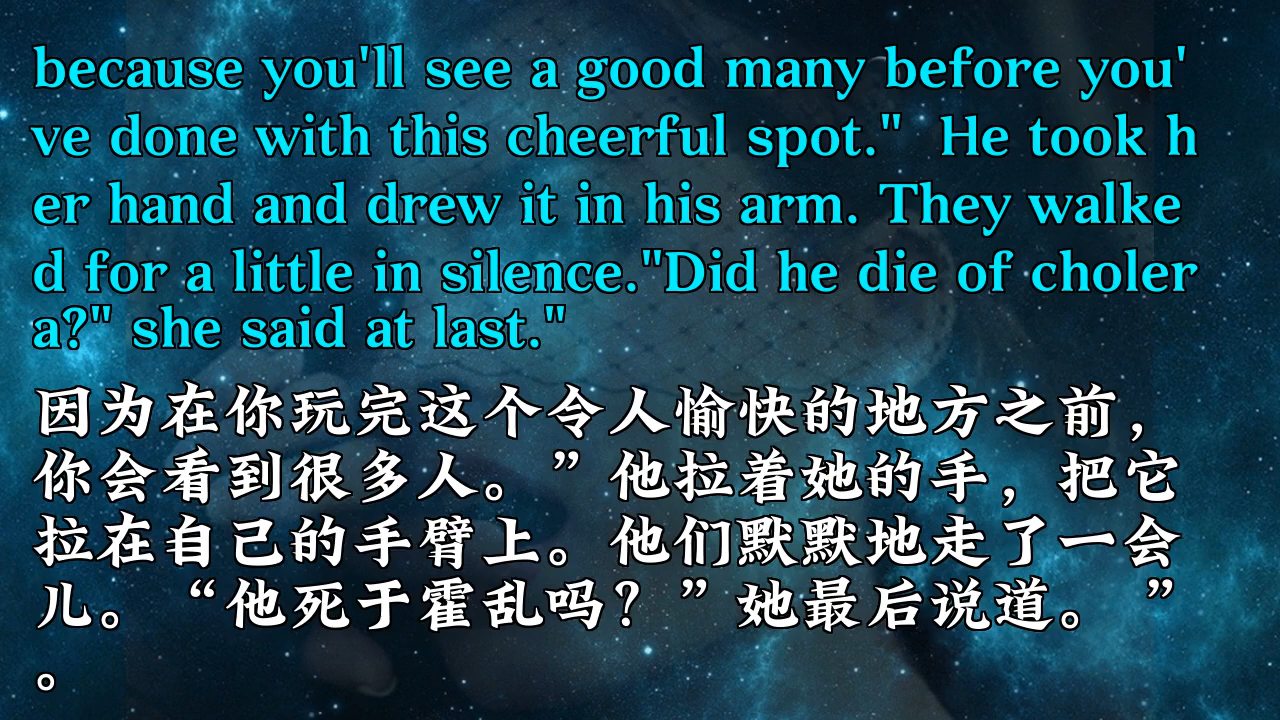 because you'll see a good many before you'
ve done with this cheerful spot."  He took h
er hand and drew it in his arm. They walke
d for a little in silence."Did he die of choler
a?" she said at last."
因为在你玩完这个令人愉快的地方之前，
你会看到很多人。”他拉着她的手，把它
拉在自己的手臂上。他们默默地走了一会
儿。“他死于霍乱吗？”她最后说道。”
。